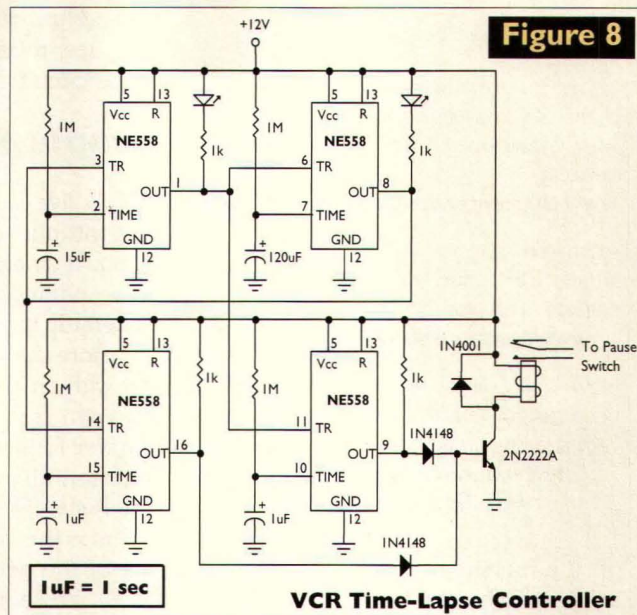 Figure 8
+12V
5 13
Vcc R
NE558
1M
3 TR
1k
OUT 1
2 TIME
GND
12
15uF
5 13
Vcc R
NE558
1M
6 TR
1k
OUT 8
7 TIME
GND
12
120uF
5 13
Vcc R
NE558
1M
1k
14 TR
OUT 16
15 TIME
GND
12
1uF
5 13
Vcc R
NE558
1M
1k
11 TR
OUT 9
10 TIME
GND
12
1uF
1N4001
To Pause
Switch
1N4148
2N2222A
1N4148
1uF = 1 sec
VCR Time-Lapse Controller